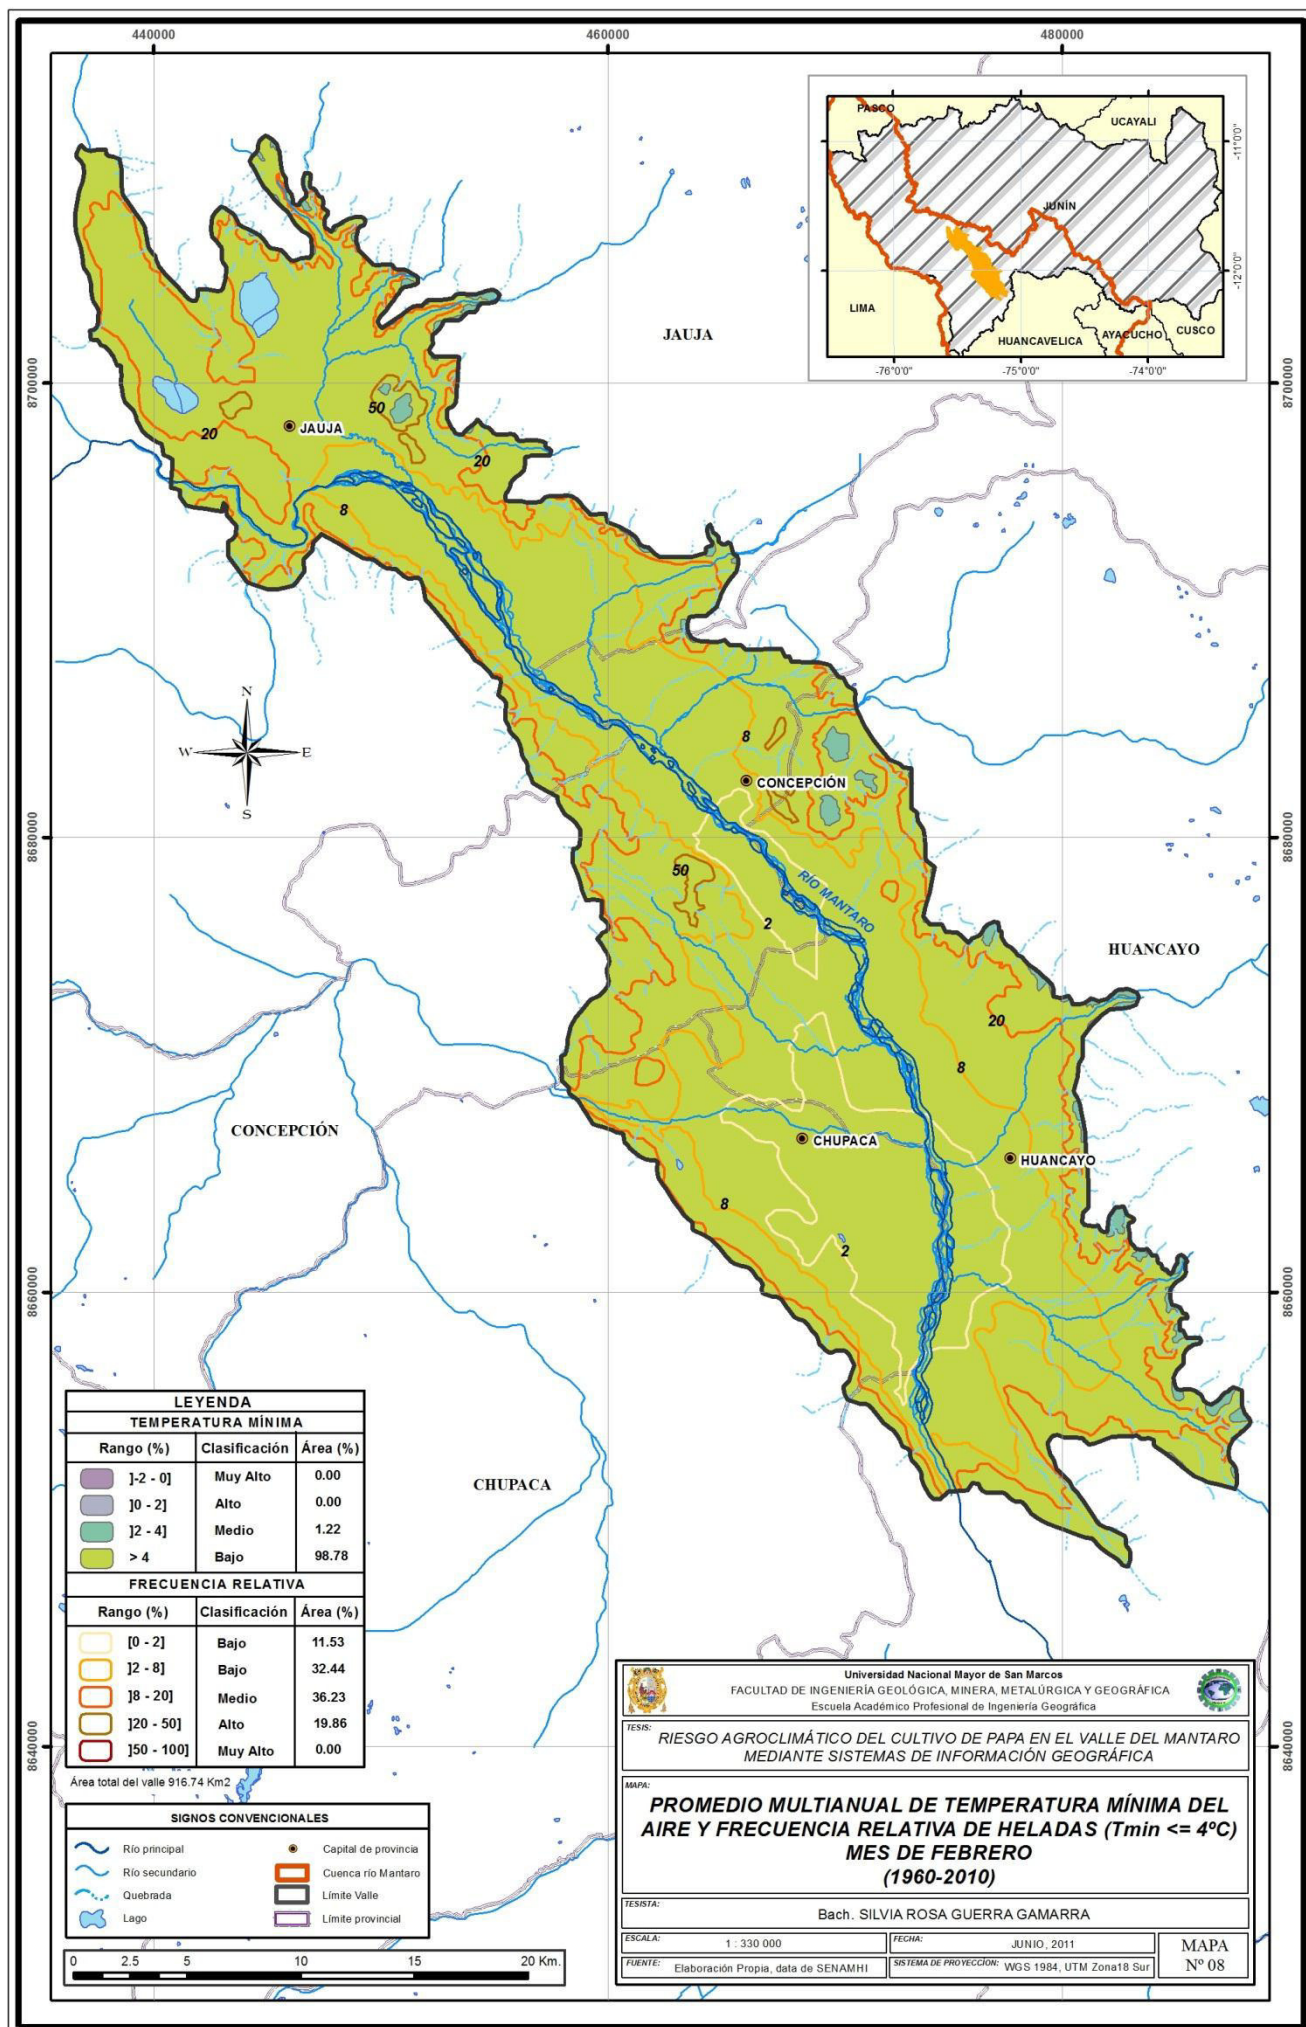 440000 460000 480000
PASCO
UCAYALI
JUNÍN
LIMA
HUANCAVELICA
AYACUCHO
CUSCO
-11°0'0"
-12°0'0"
-76°0'0" -75°0'0" -74°0'0"
JAUJA
8700000 8700000
50
20
JAUJA
20
8
N
W E
S
8
CONCEPCIÓN
8680000 8680000
50
RÍO MANTARO
2
HUANCAYO
20
8
CONCEPCIÓN
CHUPACA
HUANCAYO
8
2
8660000 8660000
CHUPACA
LEYENDA
TEMPERATURA MÍNIMA
Rango (%) Clasificación Área (%)
]-2 - 0] Muy Alto 0.00
]0 - 2] Alto 0.00
]2 - 4] Medio 1.22
> 4 Bajo 98.78
FRECUENCIA RELATIVA
Rango (%) Clasificación Área (%)
[0 - 2] Bajo 11.53
]2 - 8] Bajo 32.44
]8 - 20] Medio 36.23
]20 - 50] Alto 19.86
]50 - 100] Muy Alto 0.00
Área total del valle 916.74 Km2
8640000 8640000
SIGNOS CONVENCIONALES
Río principal Capital de provincia
Río secundario Cuenca río Mantaro
Quebrada Límite Valle
Lago Límite provincial
0 2.5 5 10 15 20 Km.
Universidad Nacional Mayor de San Marcos
FACULTAD DE INGENIERÍA GEOLÓGICA, MINERA, METALÚRGICA Y GEOGRÁFICA
Escuela Académico Profesional de Ingeniería Geográfica
TESIS:
RIESGO AGROCLIMÁTICO DEL CULTIVO DE PAPA EN EL VALLE DEL MANTARO
MEDIANTE SISTEMAS DE INFORMACIÓN GEOGRÁFICA
MAPA:
PROMEDIO MULTIANUAL DE TEMPERATURA MÍNIMA DEL
AIRE Y FRECUENCIA RELATIVA DE HELADAS (Tmin <= 4ºC)
MES DE FEBRERO
(1960-2010)
TESISTA:
Bach. SILVIA ROSA GUERRA GAMARRA
ESCALA: 1 : 330 000 FECHA: JUNIO, 2011
FUENTE: Elaboración Propia, data de SENAMHI SISTEMA DE PROYECCIÓN: WGS 1984, UTM Zona18 Sur
MAPA
Nº 08